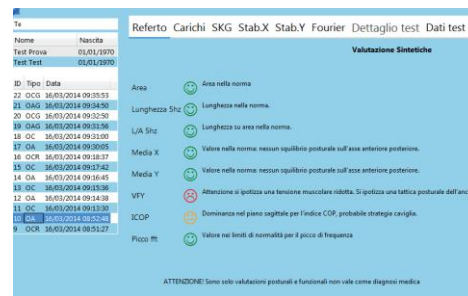 Te
Nome Nascita
Test Prova 01/01/1970
Test Test 01/01/1970
ID Tipo Data
22 OCG 16/03/2014 09:35:53
21 OAG 16/03/2014 09:34:50
20 OCG 16/03/2014 09:32:50
19 OAG 16/03/2014 09:31:56
18 OC 16/03/2014 09:31:00
17 OA 16/03/2014 09:30:05
16 OCR 16/03/2014 09:18:37
15 OC 16/03/2014 09:17:42
14 OA 16/03/2014 09:16:45
13 OC 16/03/2014 09:15:36
12 OA 16/03/2014 09:14:38
11 OC 16/03/2014 09:13:30
10 OA 16/03/2014 08:52:48
9 OCR 16/03/2014 08:51:27
Referto Carichi SKG Stab.X Stab.Y Fourier Dettaglio test Dati test
Valutazione Sintetiche
Area Area nella norma
Lunghezza 5hz Lunghezza nella norma.
L/A 5hz Lunghezza su area nella norma.
Media X Valore nella norma: nessun squilibrio posturale sull'asse anteriore posteriore.
Media Y Valore nella norma: nessun squilibrio posturale sull'asse anteriore posteriore.
VFY Attenzione si ipotizza una tensione muscolare ridotta. Si ipotizza una tattica posturale dell'anc
ICOP Dominanza nel piano sagittale per l'indice COP, probabile strategia caviglia.
Picco fft Valore nei limiti di normalità per il picco di frequenza
ATTENZIONE! Sono solo valutazioni posturali e funzionali non vale come diagnosi medica